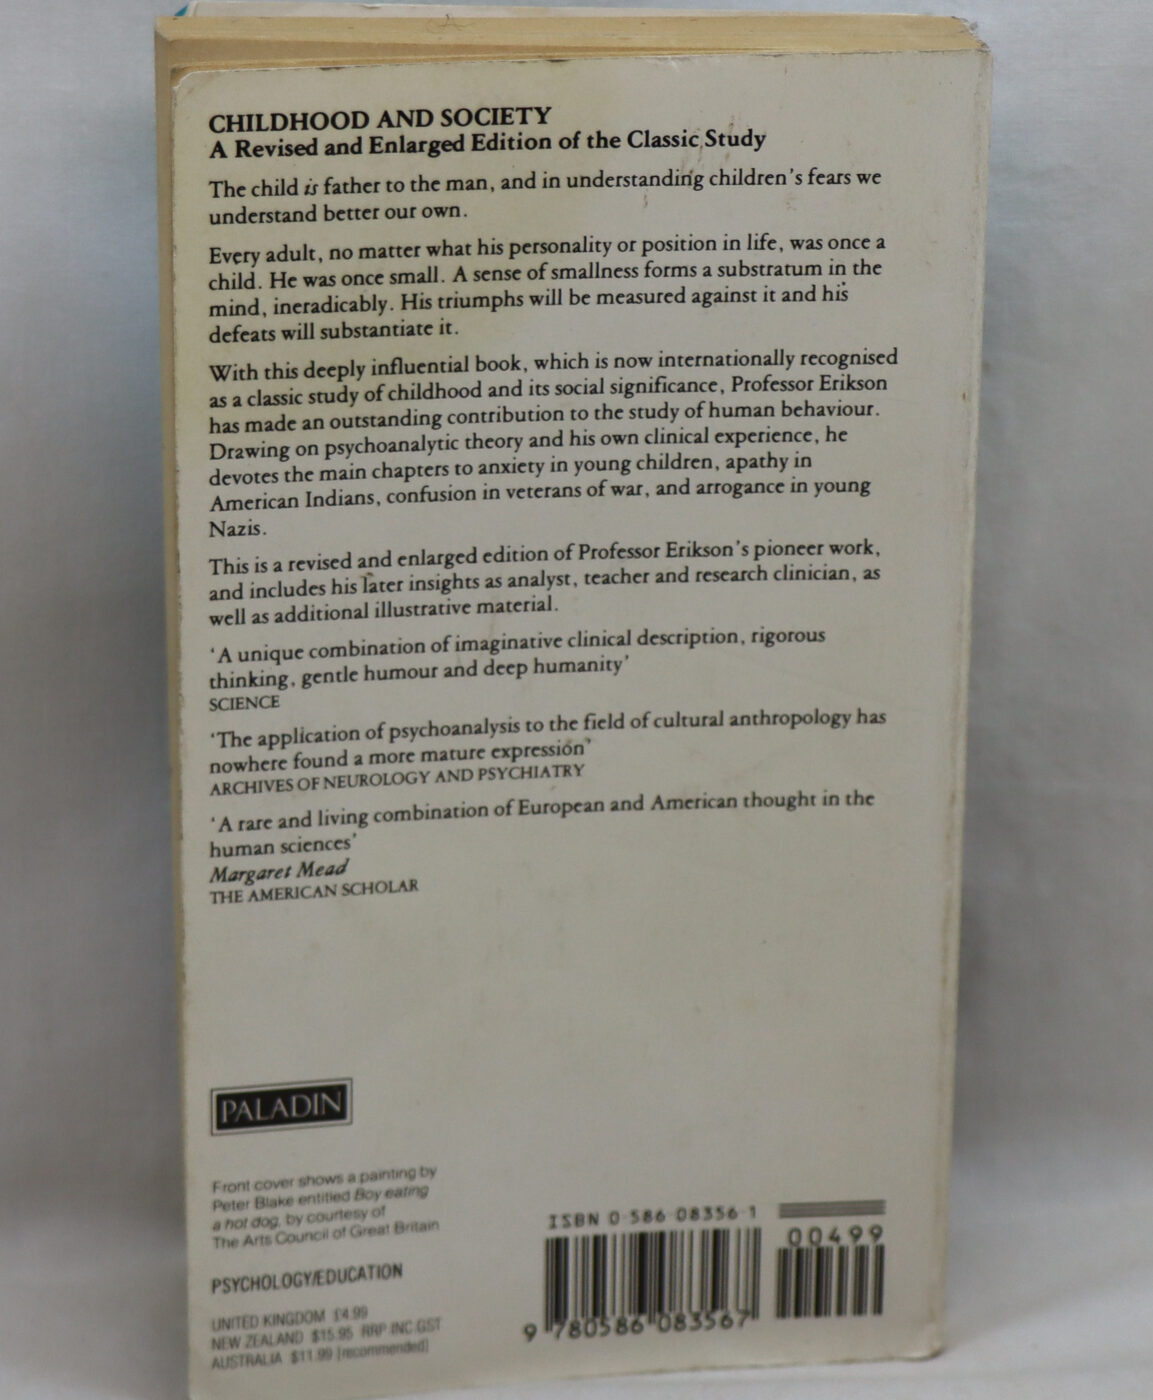 CHILDHOOD AND SOCIETY
A Revised and Enlarged Edition of the Classic Study
The child is father to the man, and in understanding children's fears we
understand better our own.
Every adult, no matter what his personality or position in life, was once a
child. He was once small. A sense of smallness forms a substratum in the
mind, ineradicably. His triumphs will be measured against it and his
defeats will substantiate it.
With this deeply influential book, which is now internationally recognised
as a classic study of childhood and its social significance, Professor Erikson
has made an outstanding contribution to the study of human behaviour.
Drawing on psychoanalytic theory and his own clinical experience, he
devotes the main chapters to anxiety in young children, apathy in
American Indians, confusion in veterans of war, and arrogance in young
Nazis.
This is a revised and enlarged edition of Professor Erikson's pioneer work,
and includes his later insights as analyst, teacher and research clinician, as
well as additional illustrative material.
'A unique combination of imaginative clinical description, rigorous
thinking, gentle humour and deep humanity'
SCIENCE
'The application of psychoanalysis to the field of cultural anthropology has
nowhere found a more mature expression'
ARCHIVES OF NEUROLOGY AND PSYCHIATRY
'A rare and living combination of European and American thought in the
human sciences'
Margaret Mead
THE AMERICAN SCHOLAR
PALADIN
Front cover shows a painting by
Peter Blake entitled Boy eating
a hot dog, by courtesy of
The Arts Council of Great Britain
PSYCHOLOGY/EDUCATION
UNITED KINGDOM £4.99
NEW ZEALAND $15.95 RRP INC GST
AUSTRALIA $11.99 (recommended)
ISBN 0-586-08356-1
00499
9 780586 083567